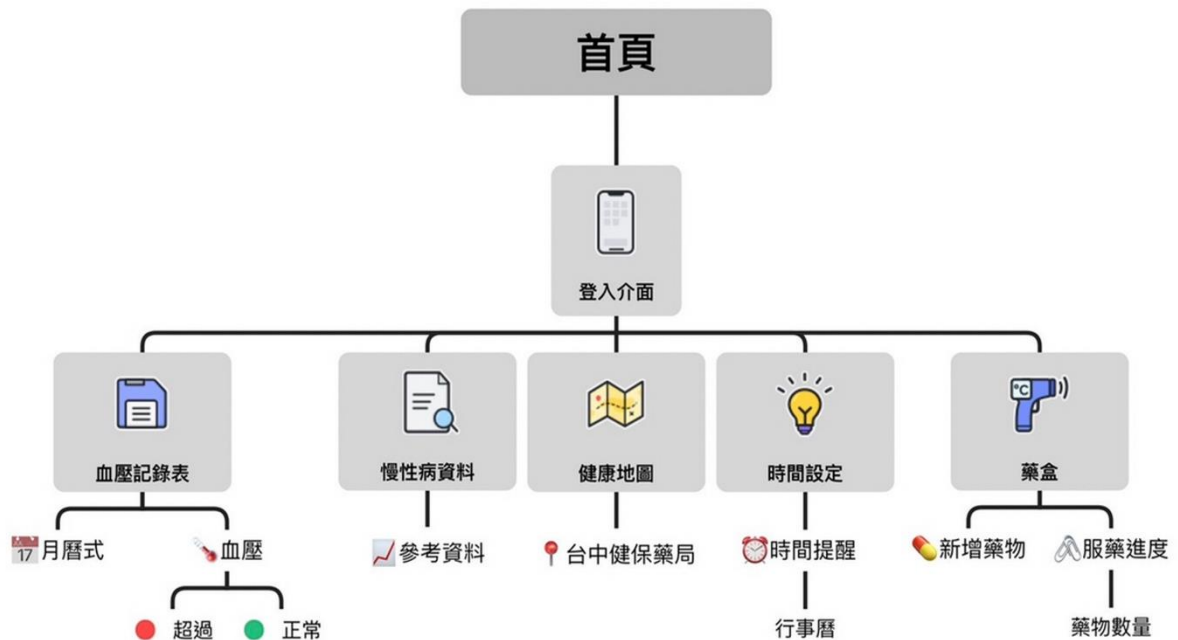 首頁
登入介面
血壓記錄表
慢性病資料
健康地圖
時間設定
°C
藥盒
17
月曆式
血壓
參考資料
台中健保藥局
時間提醒
新增藥物
服藥進度
超過
正常
行事曆
藥物數量